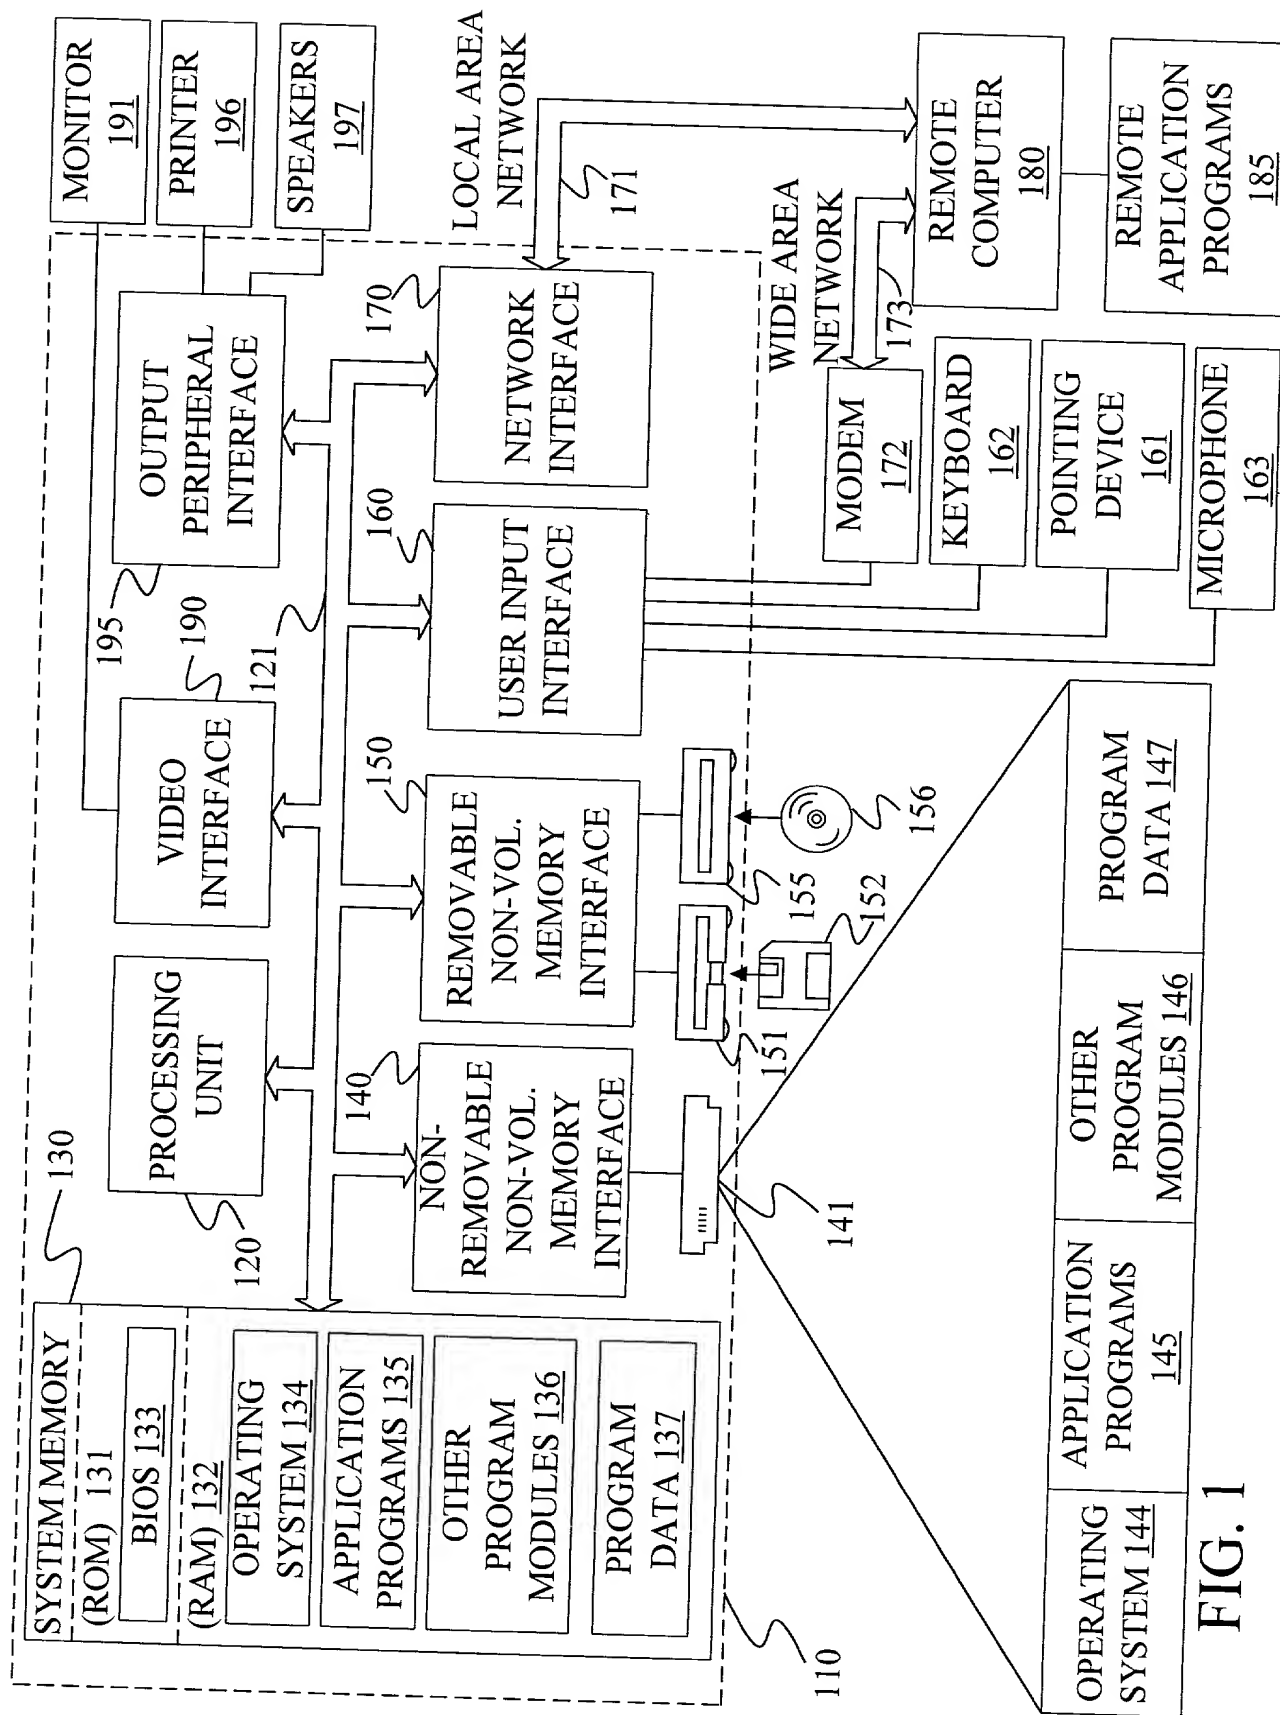 SYSTEM MEMORY
(ROM) 131
BIOS 133
(RAM) 132
OPERATING
SYSTEM 134
APPLICATION
PROGRAMS 135
OTHER
PROGRAM
MODULES 136
PROGRAM
DATA 137
130
110
PROCESSING
UNIT
120
VIDEO
INTERFACE
190
OUTPUT
PERIPHERAL
INTERFACE
195
121
MONITOR
191
PRINTER
196
SPEAKERS
197
NON-
REMOVABLE
NON-VOL.
MEMORY
INTERFACE
140
REMOVABLE
NON-VOL.
MEMORY
INTERFACE
150
USER INPUT
INTERFACE
160
NETWORK
INTERFACE
170
LOCAL AREA
NETWORK
171
141
151
152
155
156
WIDE AREA
NETWORK
173
MODEM
172
KEYBOARD
162
POINTING
DEVICE
161
MICROPHONE
163
REMOTE
COMPUTER
180
REMOTE
APPLICATION
PROGRAMS
185
OPERATING
SYSTEM 144
APPLICATION
PROGRAMS
145
OTHER
PROGRAM
MODULES 146
PROGRAM
DATA 147
FIG. 1